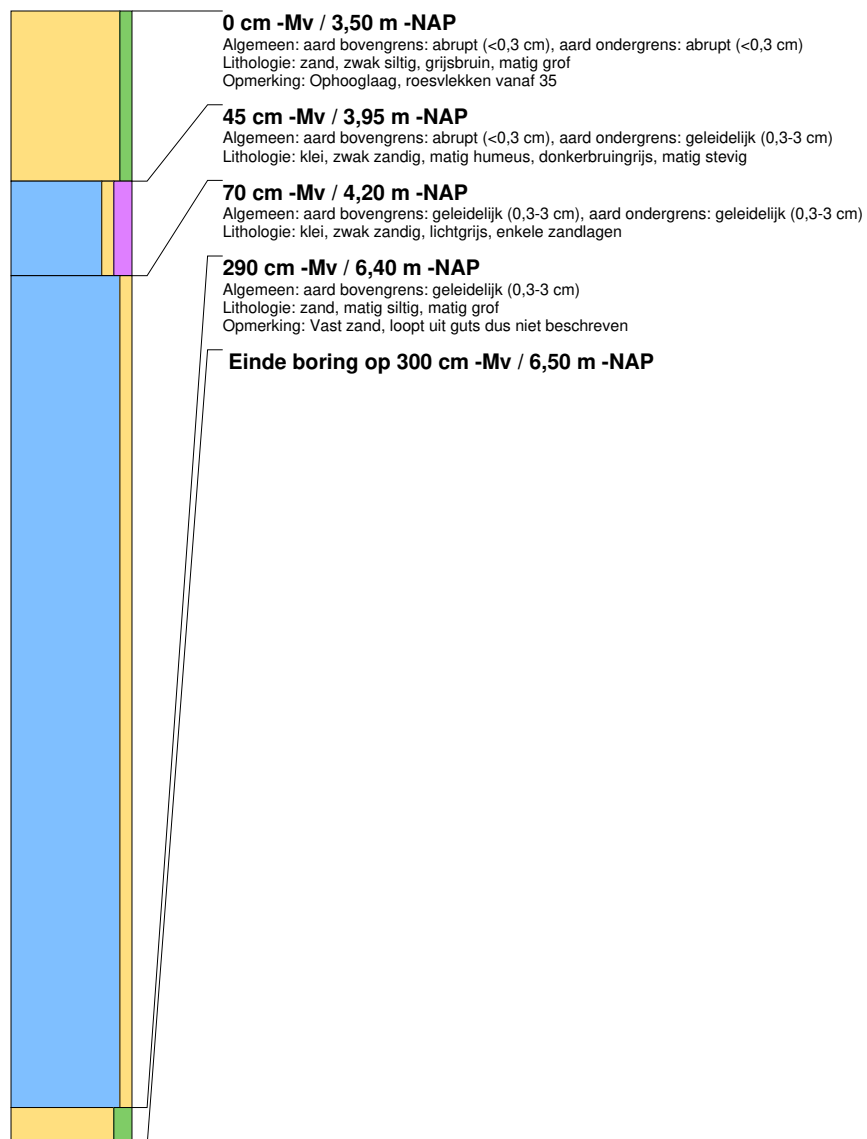 0 cm -Mv / 3,50 m -NAP
Algemeen: aard bovengrens: abrupt (<0,3 cm), aard ondergrens: abrupt (<0,3 cm)
Lithologie: zand, zwak siltig, grijsbruin, matig grof
Opmerking: Ophooglaag, roesvlekken vanaf 35
45 cm -Mv / 3,95 m -NAP
Algemeen: aard bovengrens: abrupt (<0,3 cm), aard ondergrens: geleidelijk (0,3-3 cm)
Lithologie: klei, zwak zandig, matig humeus, donkerbruingrijs, matig stevig
70 cm -Mv / 4,20 m -NAP
Algemeen: aard bovengrens: geleidelijk (0,3-3 cm), aard ondergrens: geleidelijk (0,3-3 cm)
Lithologie: klei, zwak zandig, lichtgrijs, enkele zandlagen
290 cm -Mv / 6,40 m -NAP
Algemeen: aard bovengrens: geleidelijk (0,3-3 cm)
Lithologie: zand, matig siltig, matig grof
Opmerking: Vast zand, loopt uit guts dus niet beschreven
Einde boring op 300 cm -Mv / 6,50 m -NAP